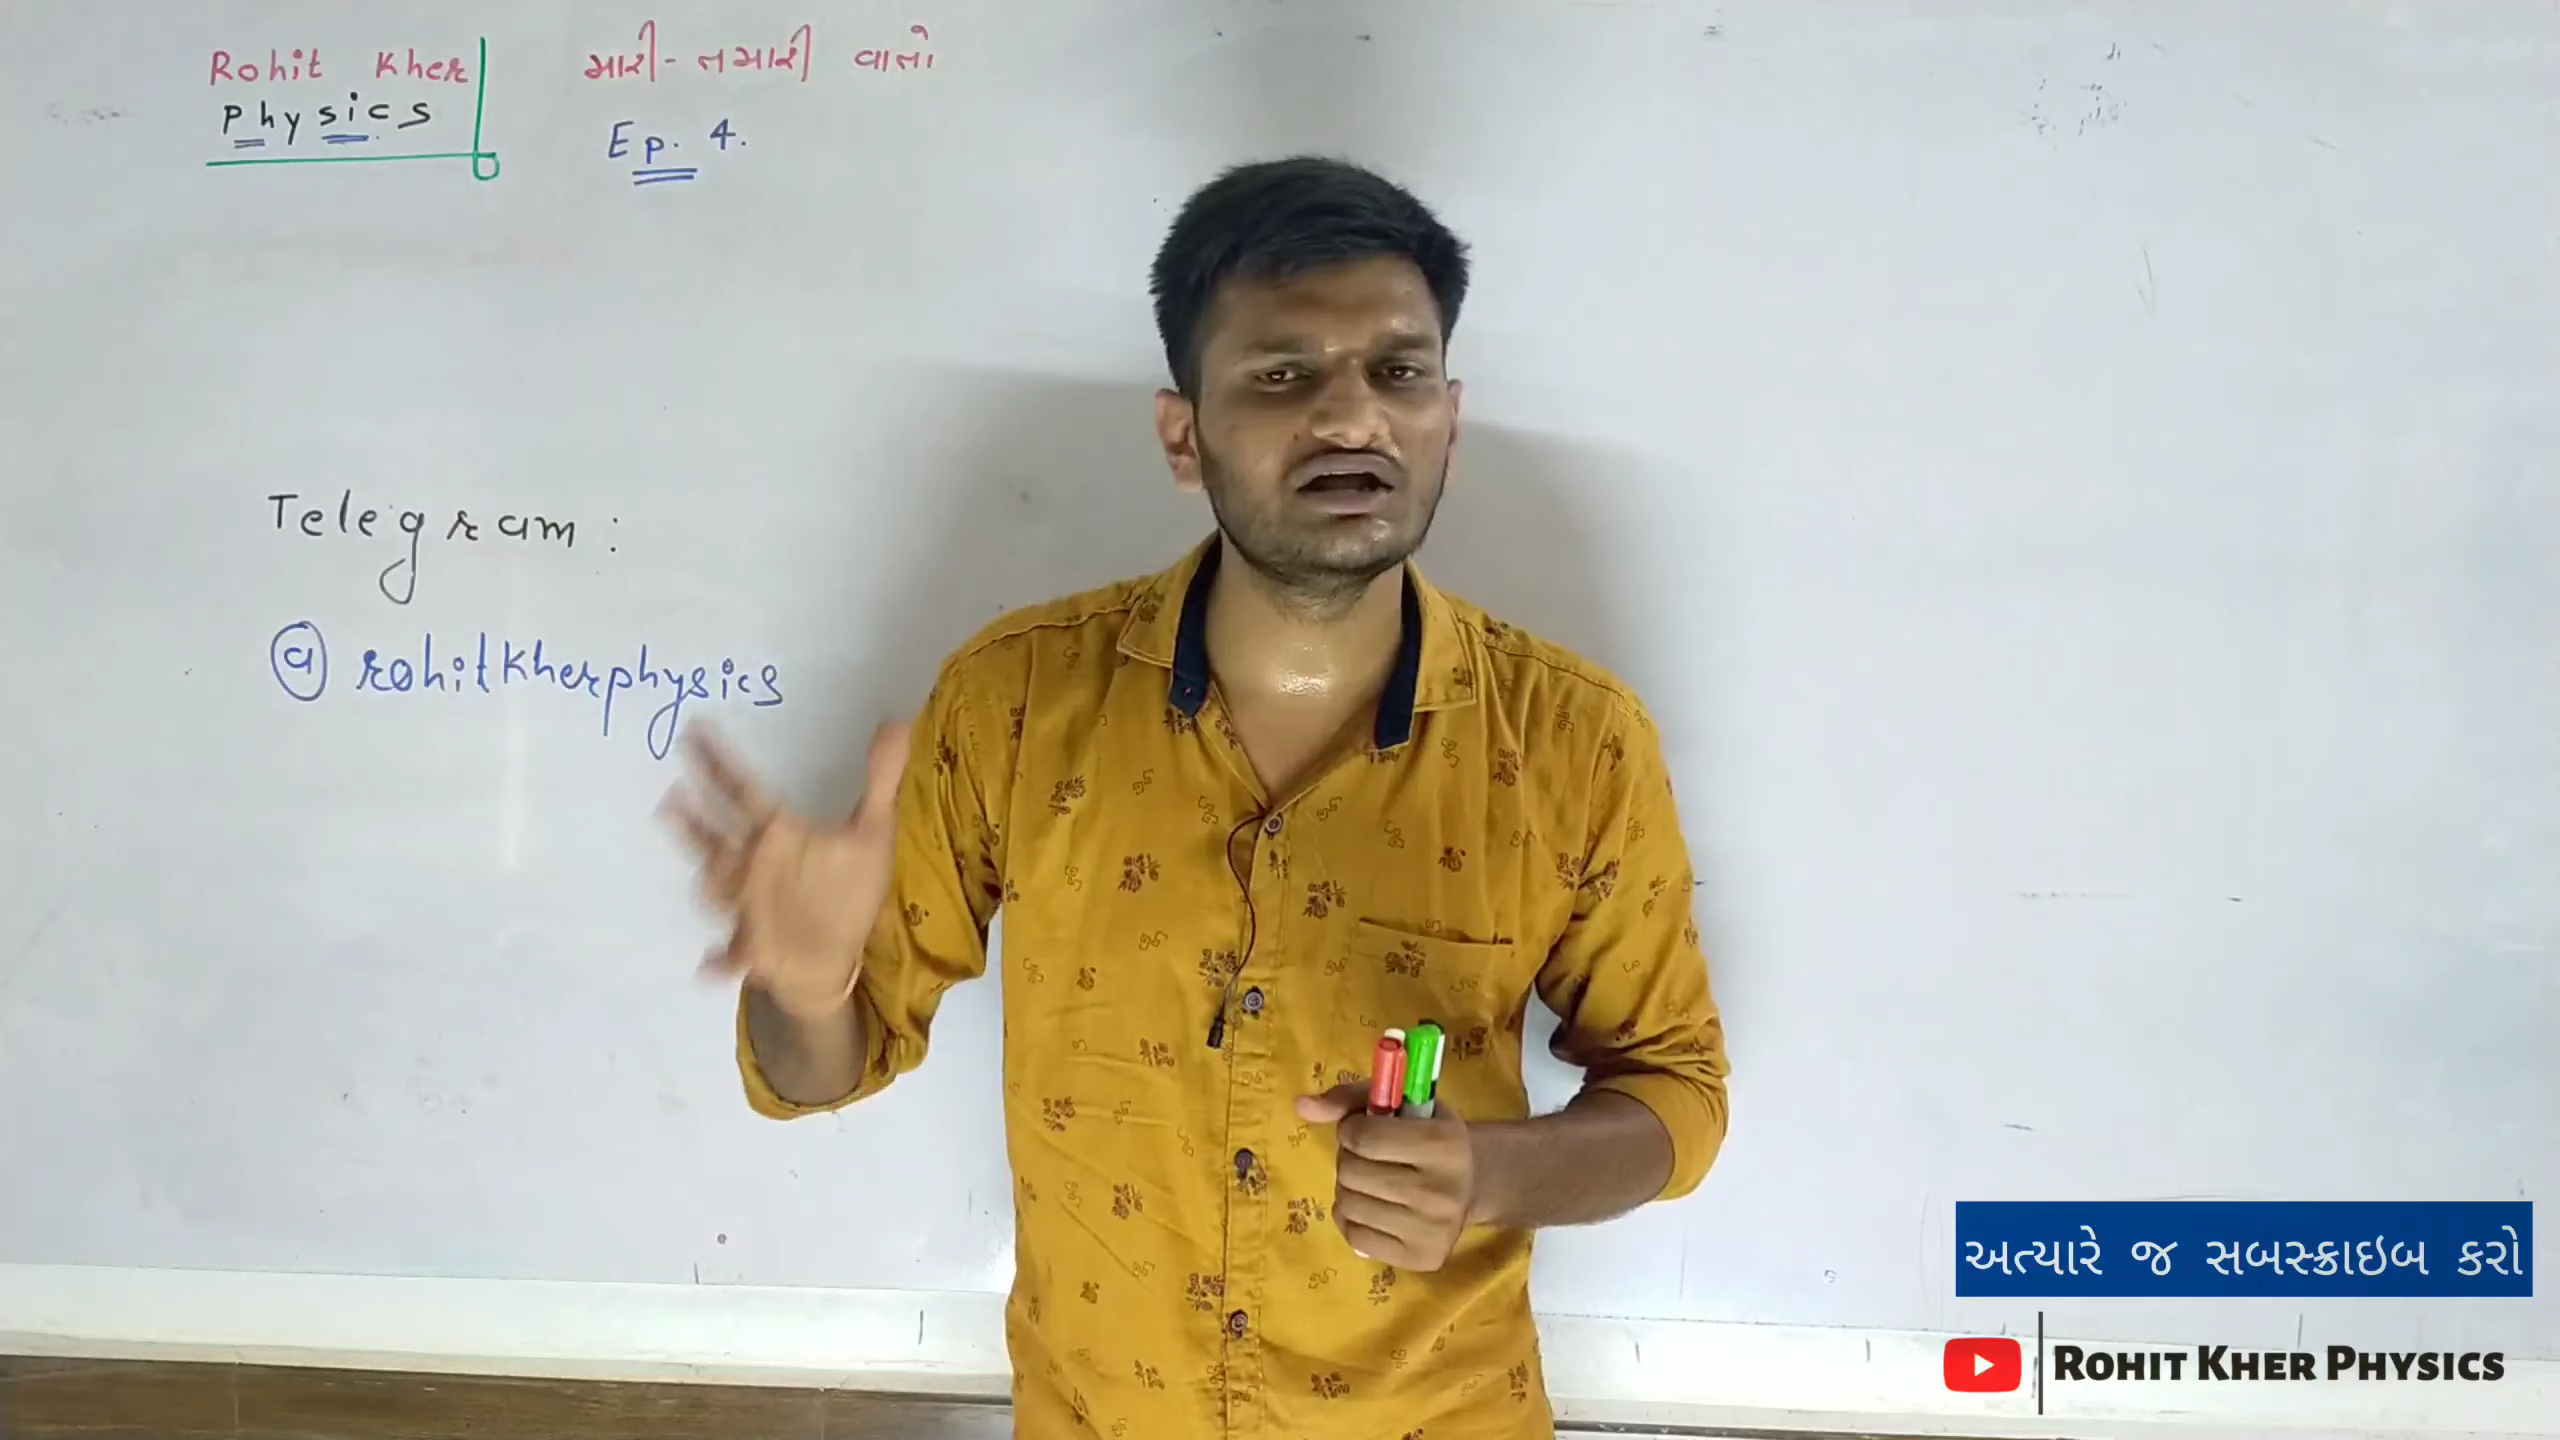 Rohit Kher
Physics
મારી-તમારી વાતો
Ep. 4.
Telegram:
@rohitkherphysics
અત્યારે જ સબસ્ક્રાઇબ કરો
ROHIT KHER PHYSICS